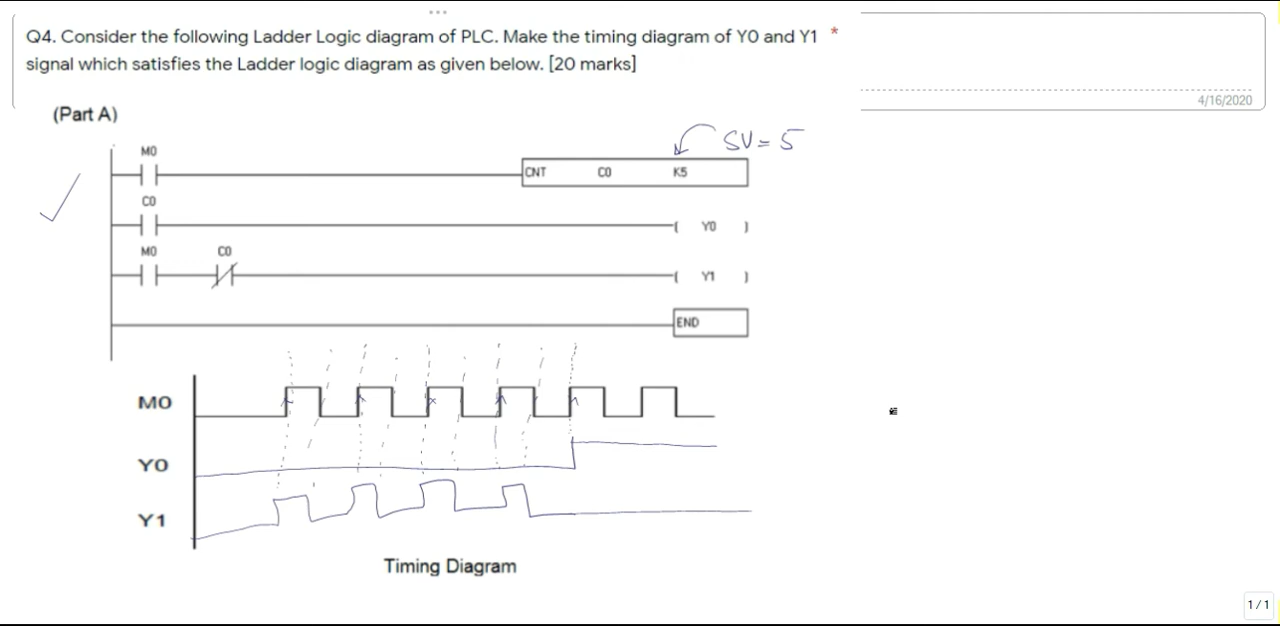 Q4. Consider the following Ladder Logic diagram of PLC. Make the timing diagram of Y0 and Y1 *
signal which satisfies the Ladder logic diagram as given below. [20 marks]
4/16/2020
(Part A)
SV = 5
M0
CNT C0 K5
C0
( Y0 )
M0 C0
( Y1 )
END
M0
Y0
Y1
Timing Diagram
1 / 1